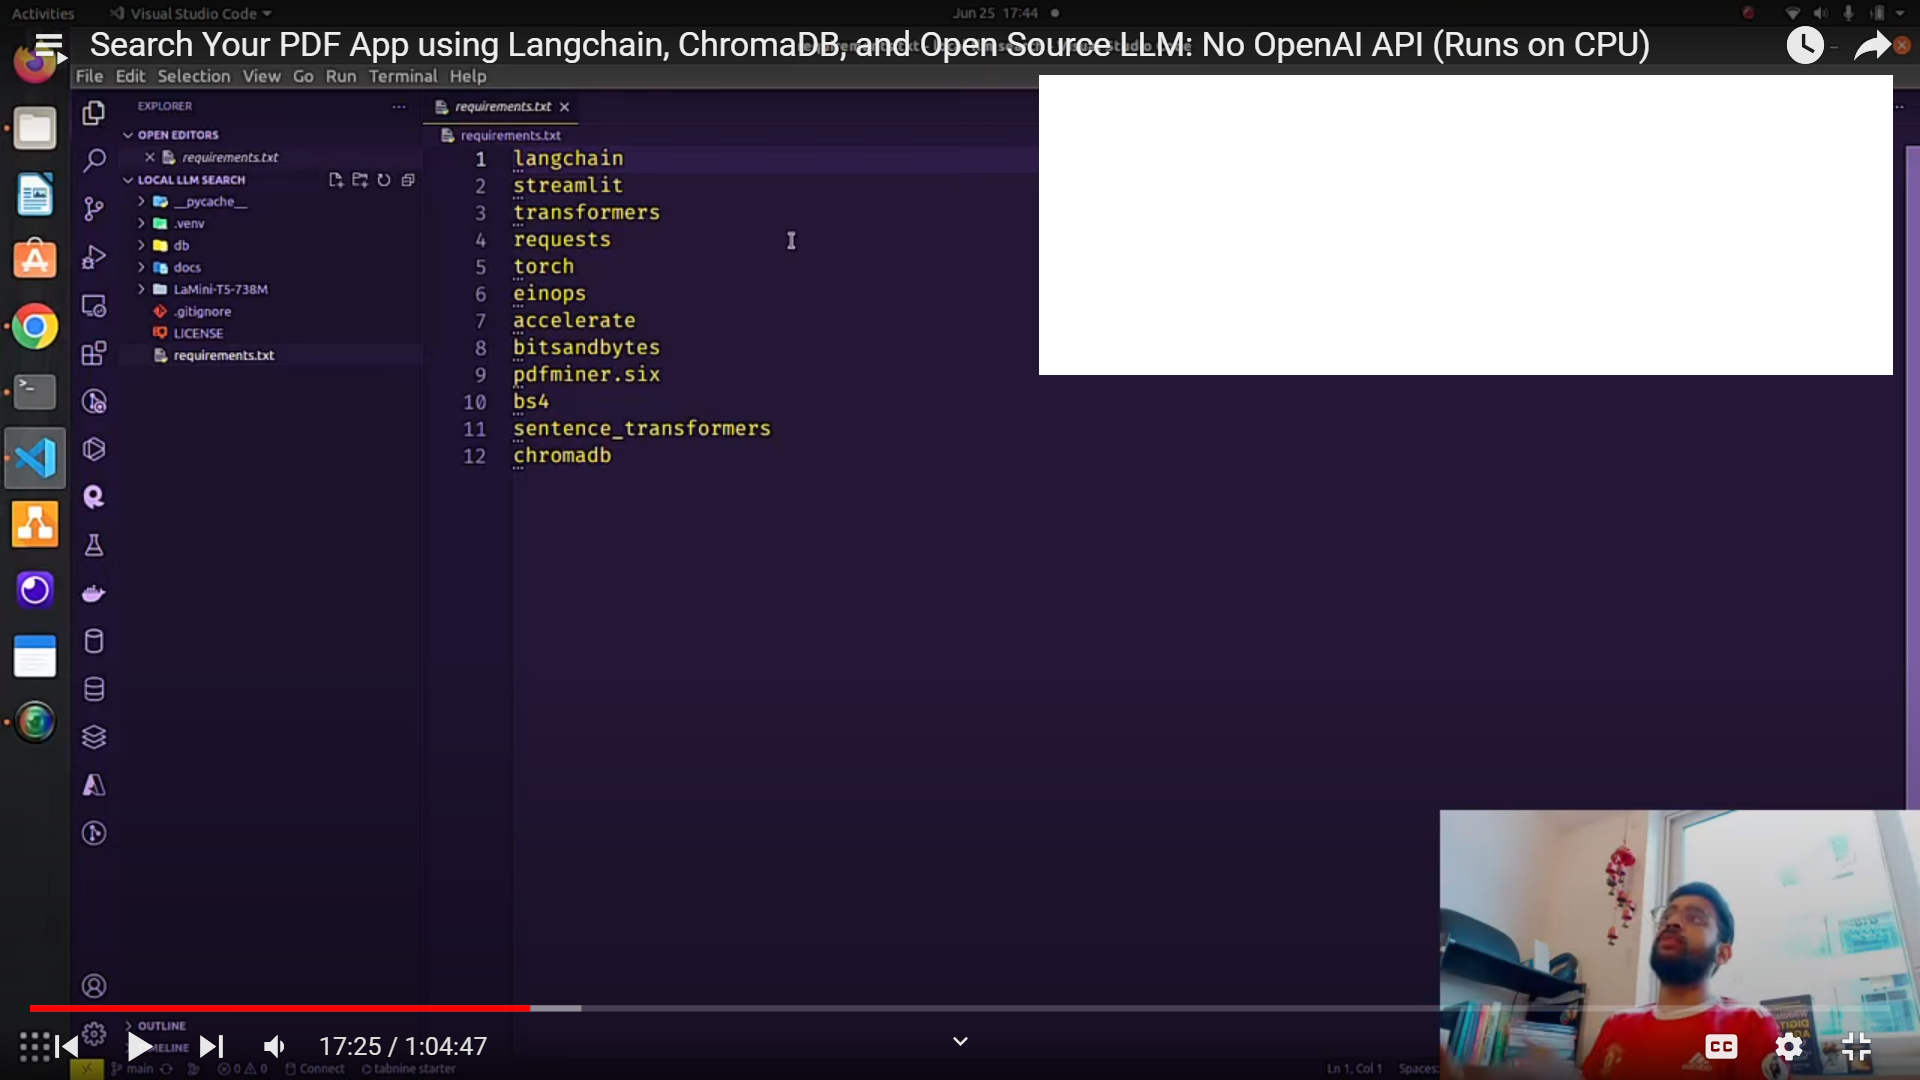 Activities
Visual Studio Code
Jun 25 17:44
Search Your PDF App using Langchain, ChromaDB, and Open Source LLM: No OpenAI API (Runs on CPU)
File Edit Selection View Go Run Terminal Help
EXPLORER
requirements.txt
OPEN EDITORS
requirements.txt
requirements.txt
LOCAL LLM SEARCH
__pycache__
.venv
db
docs
LaMini-T5-738M
.gitignore
LICENSE
requirements.txt
1 langchain
2 streamlit
3 transformers
4 requests
5 torch
6 einops
7 accelerate
8 bitsandbytes
9 pdfminer.six
10 bs4
11 sentence_transformers
12 chromadb
OUTLINE
17:25 / 1:04:47
CC
main
0 0
Connect
tabnine starter
Ln 1, Col 1
Spaces: